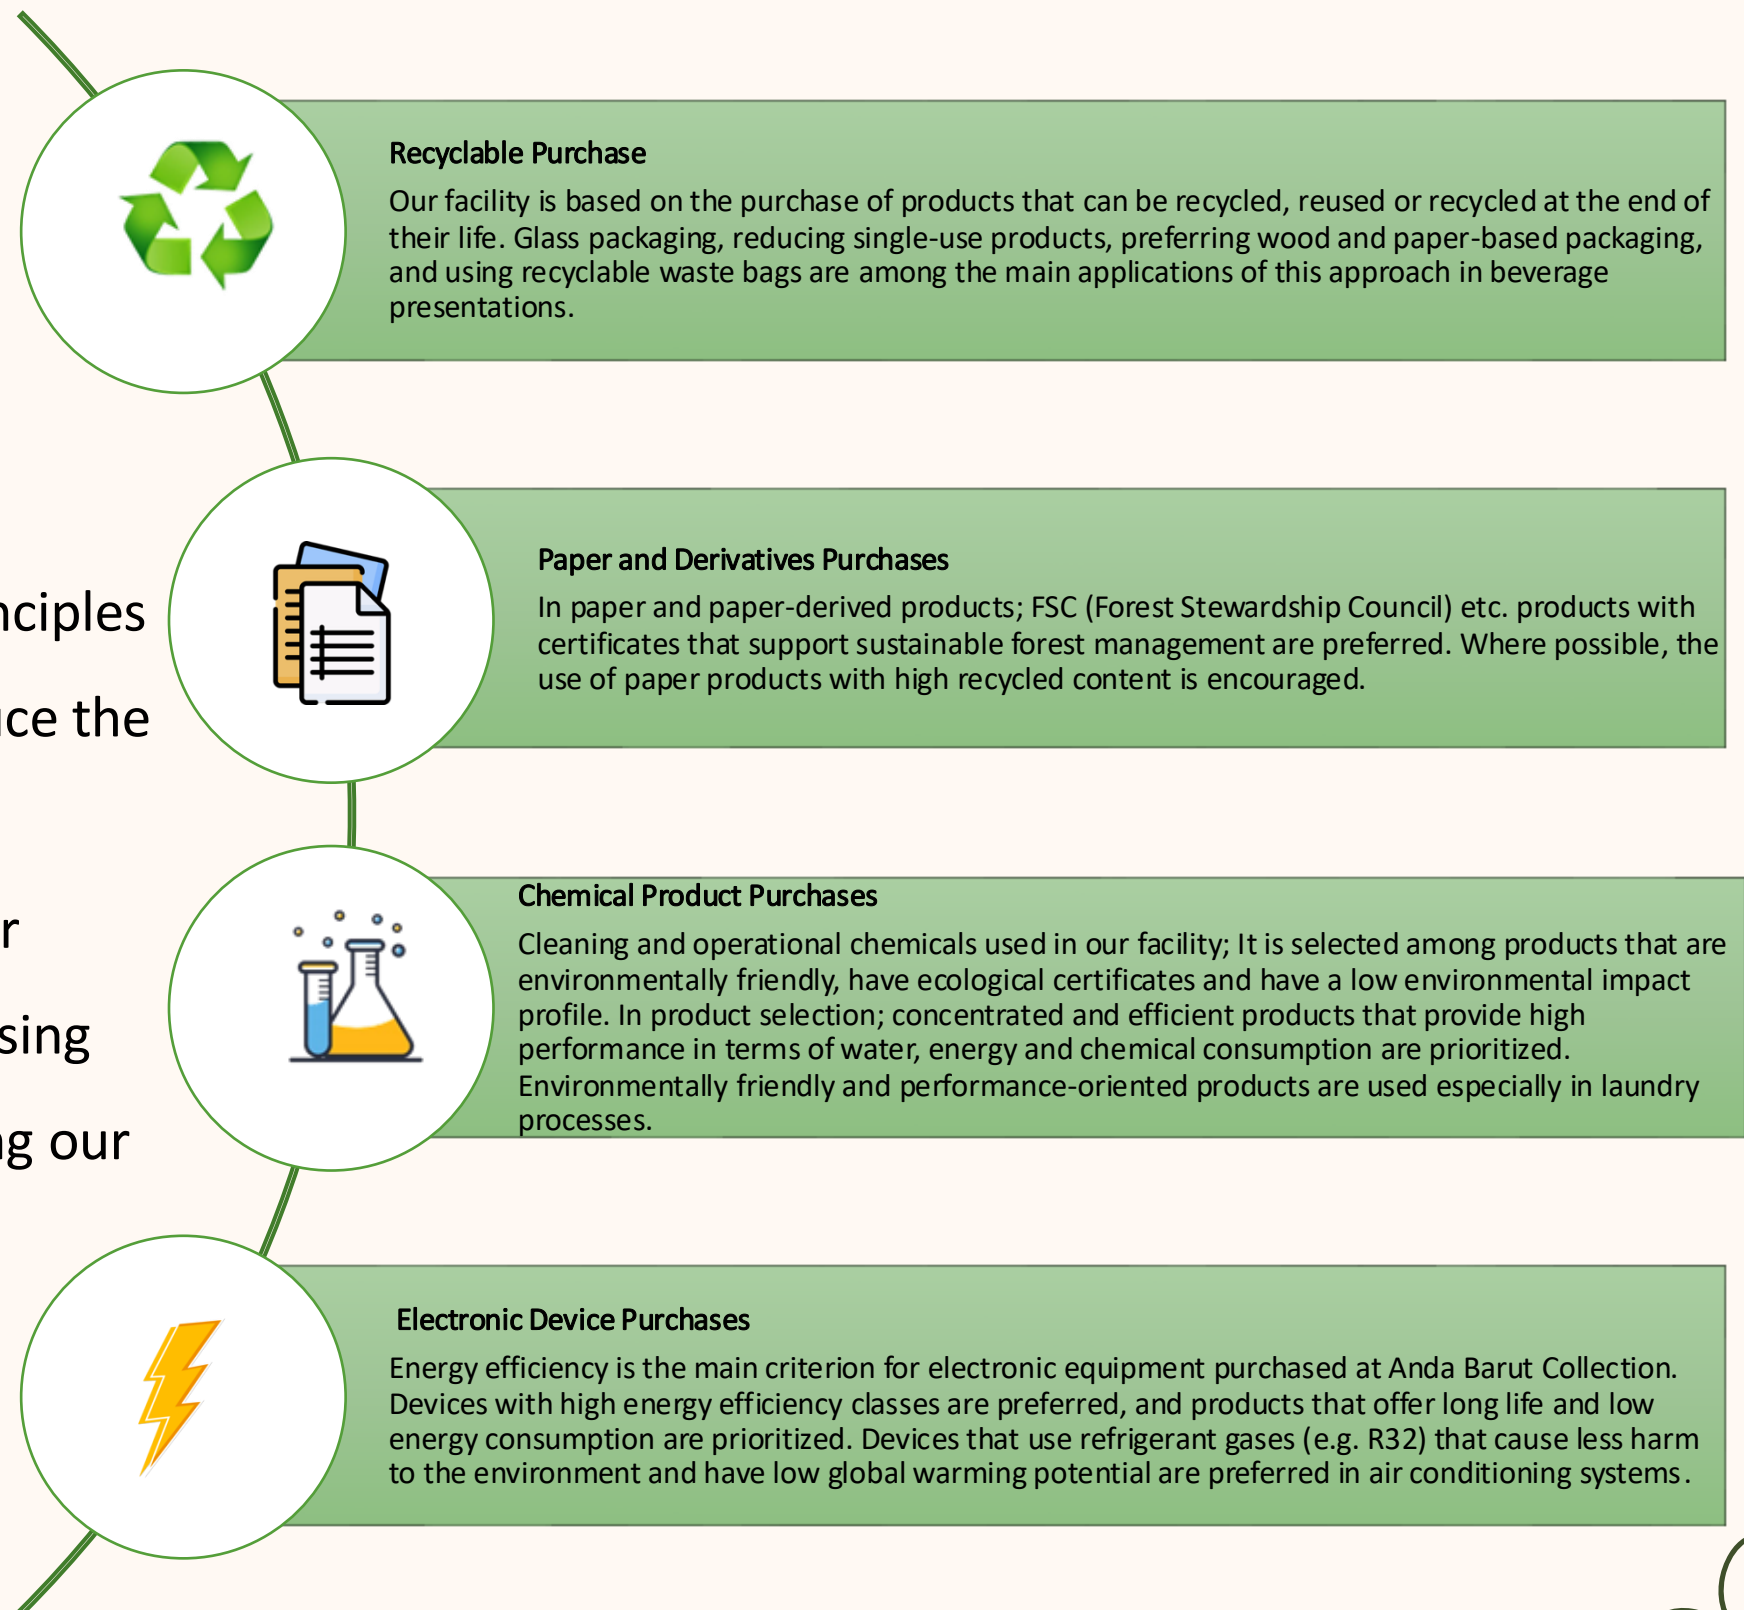 Recyclable Purchase
Our facility is based on the purchase of products that can be recycled, reused or recycled at the end of
their life. Glass packaging, reducing single-use products, preferring wood and paper-based packaging,
and using recyclable waste bags are among the main applications of this approach in beverage
presentations.
the
our
Paper and Derivatives Purchases
In paper and paper-derived products; FSC (Forest Stewardship Council) etc. products with
certificates that support sustainable forest management are preferred. Where possible, the
use of paper products with high recycled content is encouraged.
Chemical Product Purchases
Cleaning and operational chemicals used in our facility; It is selected among products that are
environmentally friendly, have ecological certificates and have a low environmental impact
profile. In product selection; concentrated and efficient products that provide high
performance in terms of water, energy and chemical consumption are prioritized.
Environmentally friendly and performance-oriented products are used especially in laundry
processes.
Electronic Device Purchases
Energy efficiency is the main criterion for electronic equipment purchased at Anda Barut Collection.
Devices with high energy efficiency classes are preferred, and products that offer long life and low
energy consumption are prioritized. Devices that use refrigerant gases (e.g. R32) that cause less harm
to the environment and have low global warming potential are preferred in air conditioning systems.